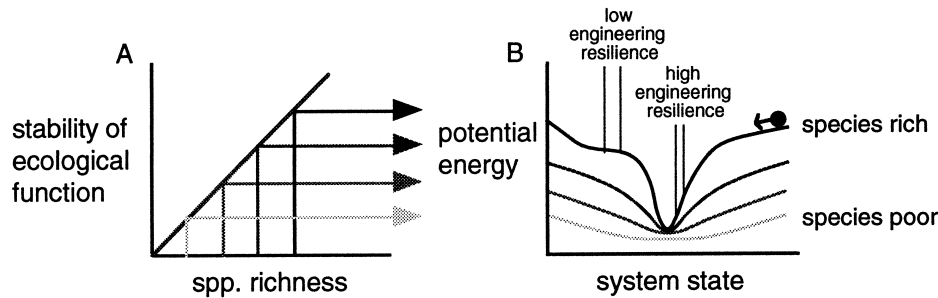 A
stability of
ecological
function
spp. richness
B
low
engineering
resilience
high
engineering
resilience
potential
energy
species rich
species poor
system state